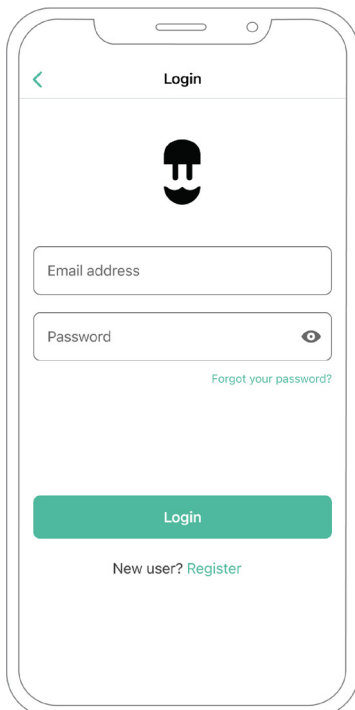 Login
Email address
Password
Forgot your password?
Login
New user? Register